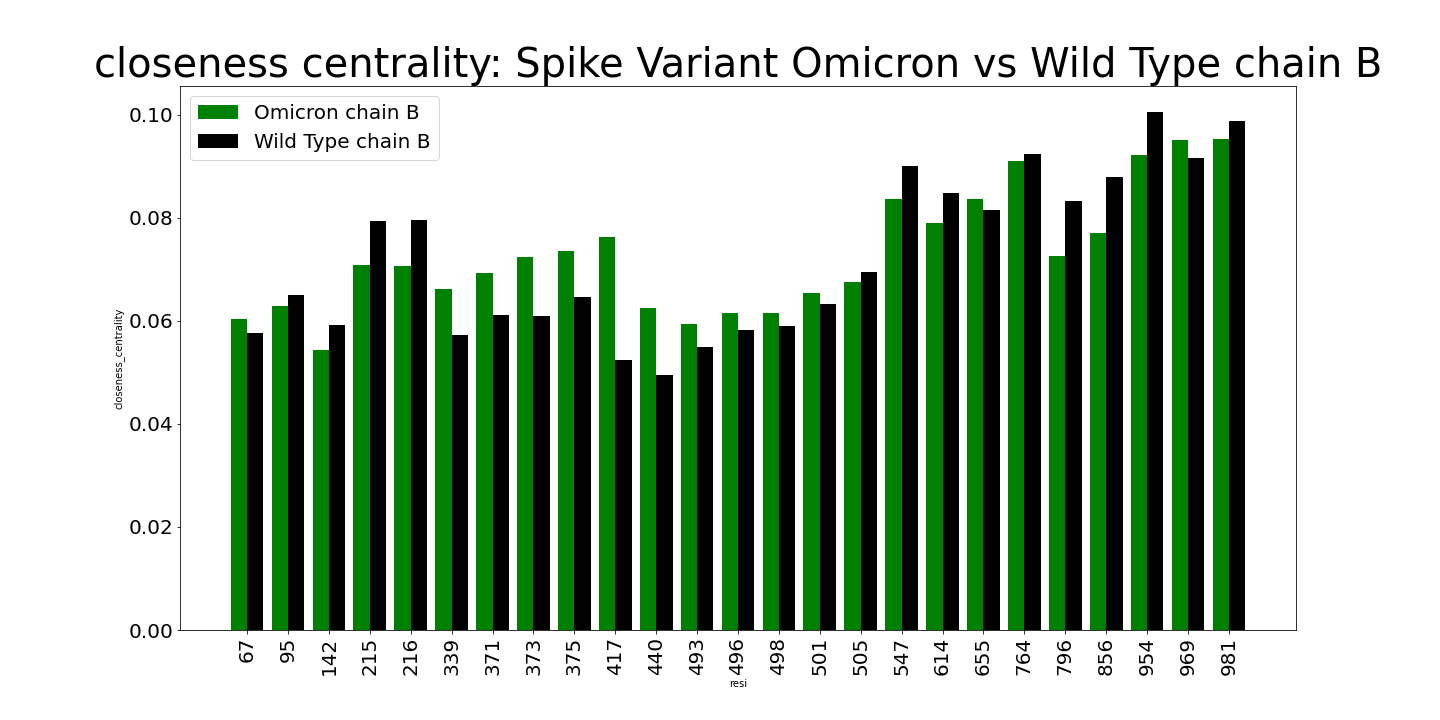 closeness centrality: Spike Variant Omicron vs Wild Type chain B
Omicron chain B
Wild Type chain B
0.10
0.08
0.06
0.04
0.02
0.00
closeness_centrality
67 95 142 215 216 339 371 373 375 417 440 493 496 498 501 505 547 614 655 764 796 856 954 969 981
resi